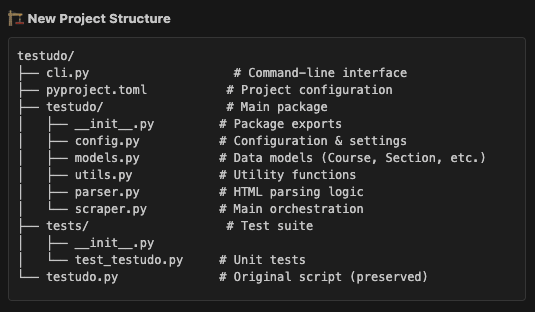 New Project Structure
testudo/
├── cli.py                    # Command-line interface
├── pyproject.toml           # Project configuration
├── testudo/                 # Main package
│   ├── __init__.py         # Package exports
│   ├── config.py           # Configuration & settings
│   ├── models.py           # Data models (Course, Section, etc.)
│   ├── utils.py            # Utility functions
│   ├── parser.py           # HTML parsing logic
│   └── scraper.py          # Main orchestration
├── tests/                   # Test suite
│   ├── __init__.py
│   └── test_testudo.py     # Unit tests
└── testudo.py              # Original script (preserved)